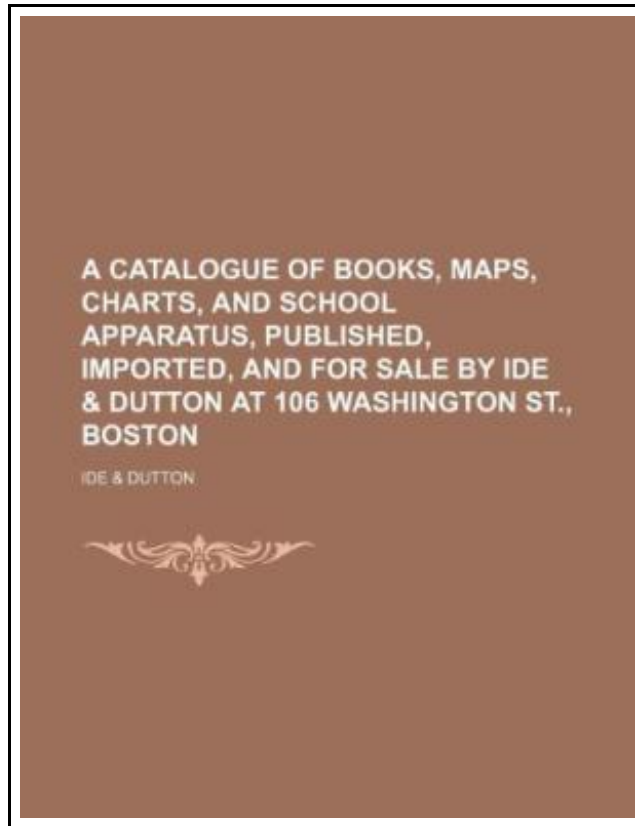 A CATALOGUE OF BOOKS, MAPS,
CHARTS, AND SCHOOL
APPARATUS, PUBLISHED,
IMPORTED, AND FOR SALE BY IDE
& DUTTON AT 106 WASHINGTON ST.,
BOSTON
IDE & DUTTON